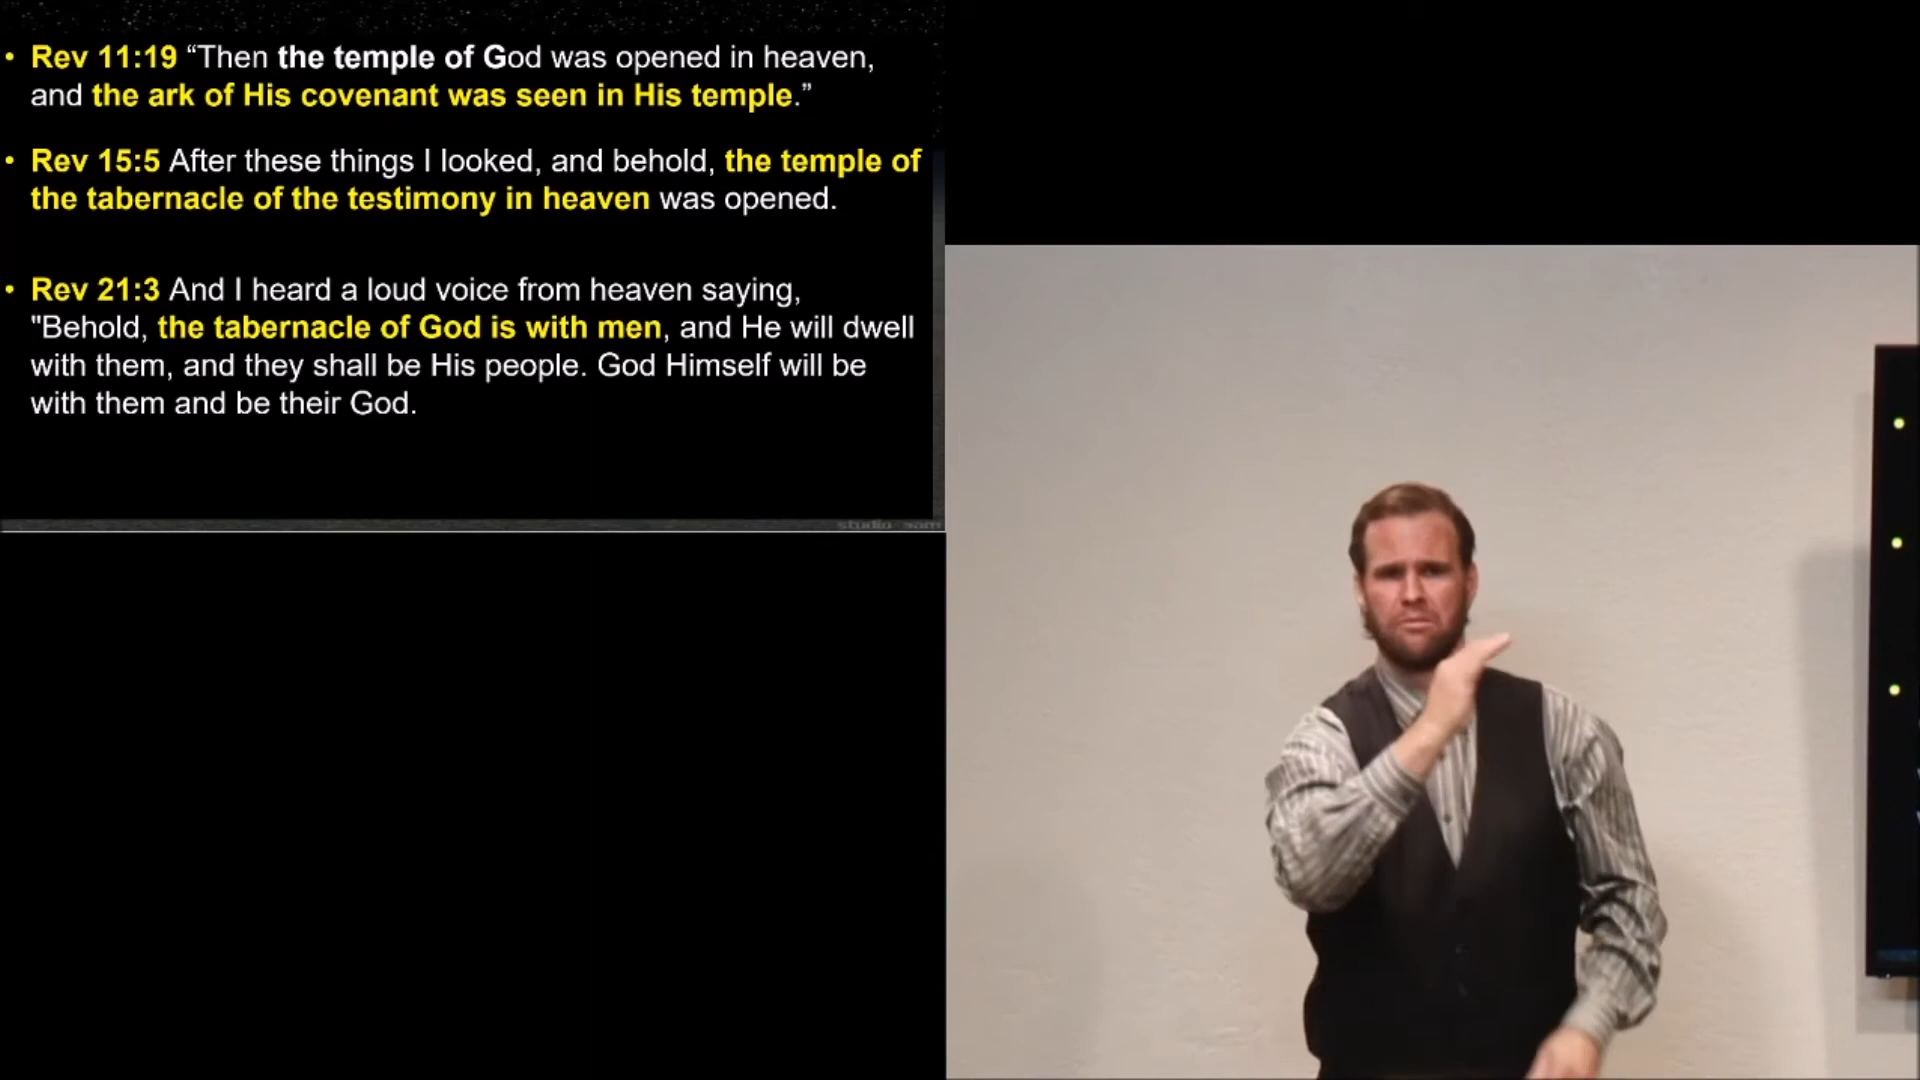 • Rev 11:19 “Then the temple of God was opened in heaven,
and the ark of His covenant was seen in His temple.”
• Rev 15:5 After these things I looked, and behold, the temple of
the tabernacle of the testimony in heaven was opened.
• Rev 21:3 And I heard a loud voice from heaven saying,
"Behold, the tabernacle of God is with men, and He will dwell
with them, and they shall be His people. God Himself will be
with them and be their God.